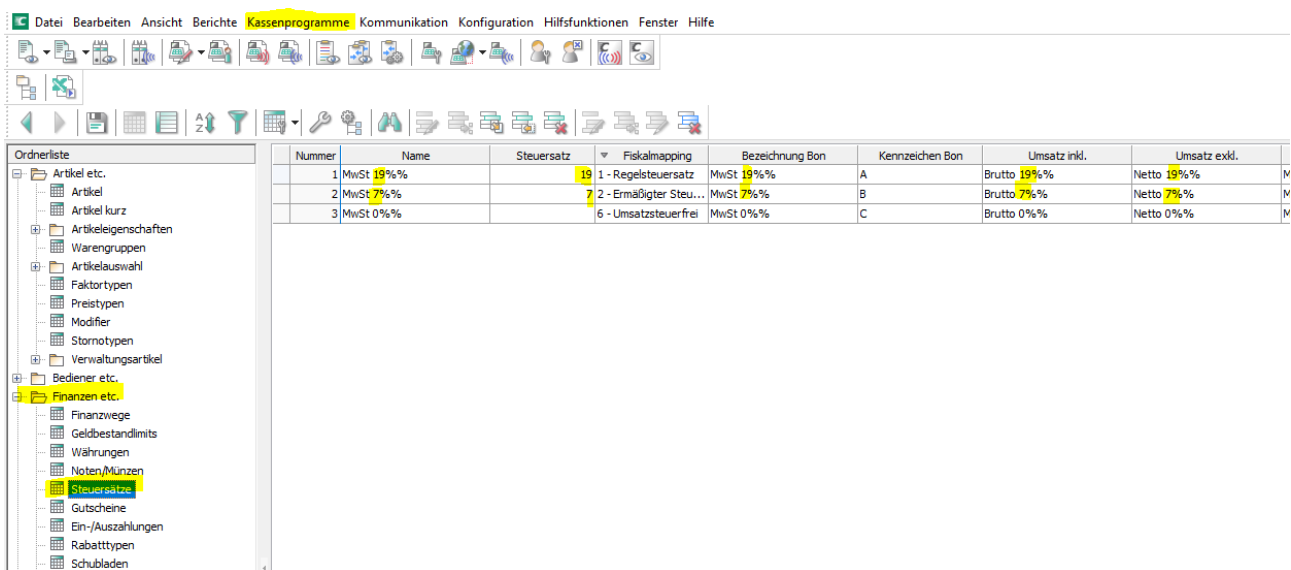 Datei Bearbeiten Ansicht Berichte Kassenprogramme Kommunikation Konfiguration Hilfsfunktionen Fenster Hilfe
Ordnerliste
Artikel etc.
Artikel
Artikel kurz
Artikeleigenschaften
Warengruppen
Artikelauswahl
Faktortypen
Preistypen
Modifier
Stornotypen
Verwaltungsartikel
Bediener etc.
Finanzen etc.
Finanzwege
Geldbestandlimits
Währungen
Noten/Münzen
Steuersätze
Gutscheine
Ein-/Auszahlungen
Rabatttypen
Schubladen
Nummer Name Steuersatz Fiskalmapping Bezeichnung Bon Kennzeichen Bon Umsatz inkl. Umsatz exkl.
1 MwSt 19%% 19 1 - Regelsteuersatz MwSt 19%% A Brutto 19%% Netto 19%% M
2 MwSt 7%% 7 2 - Ermäßigter Steu... MwSt 7%% B Brutto 7%% Netto 7%% M
3 MwSt 0%% 6 - Umsatzsteuerfrei MwSt 0%% C Brutto 0%% Netto 0%% M